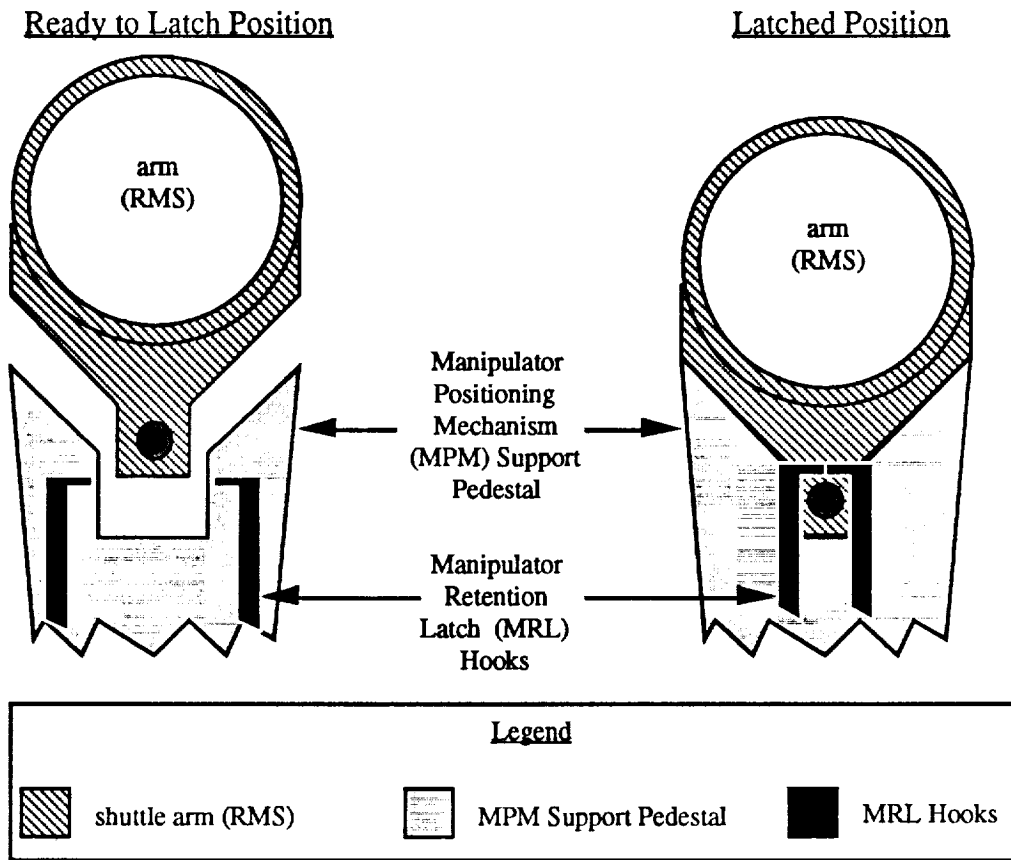 Ready to Latch Position
Latched Position
arm
(RMS)
arm
(RMS)
Manipulator
Positioning
Mechanism
(MPM) Support
Pedestal
Manipulator
Retention
Latch (MRL)
Hooks
Legend
shuttle arm (RMS)
MPM Support Pedestal
MRL Hooks